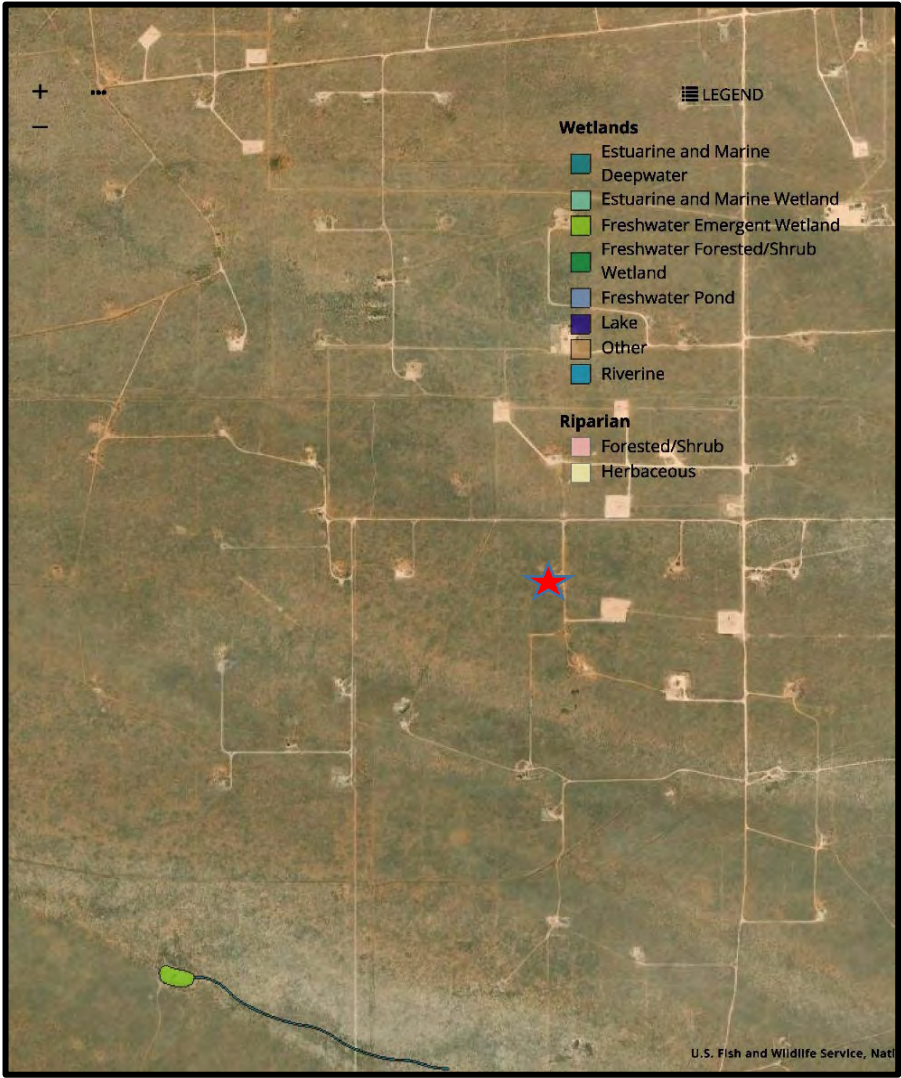 +
−
•••
LEGEND
Wetlands
Estuarine and Marine
Deepwater
Estuarine and Marine Wetland
Freshwater Emergent Wetland
Freshwater Forested/Shrub
Wetland
Freshwater Pond
Lake
Other
Riverine
Riparian
Forested/Shrub
Herbaceous
U.S. Fish and Wildlife Service, Nati